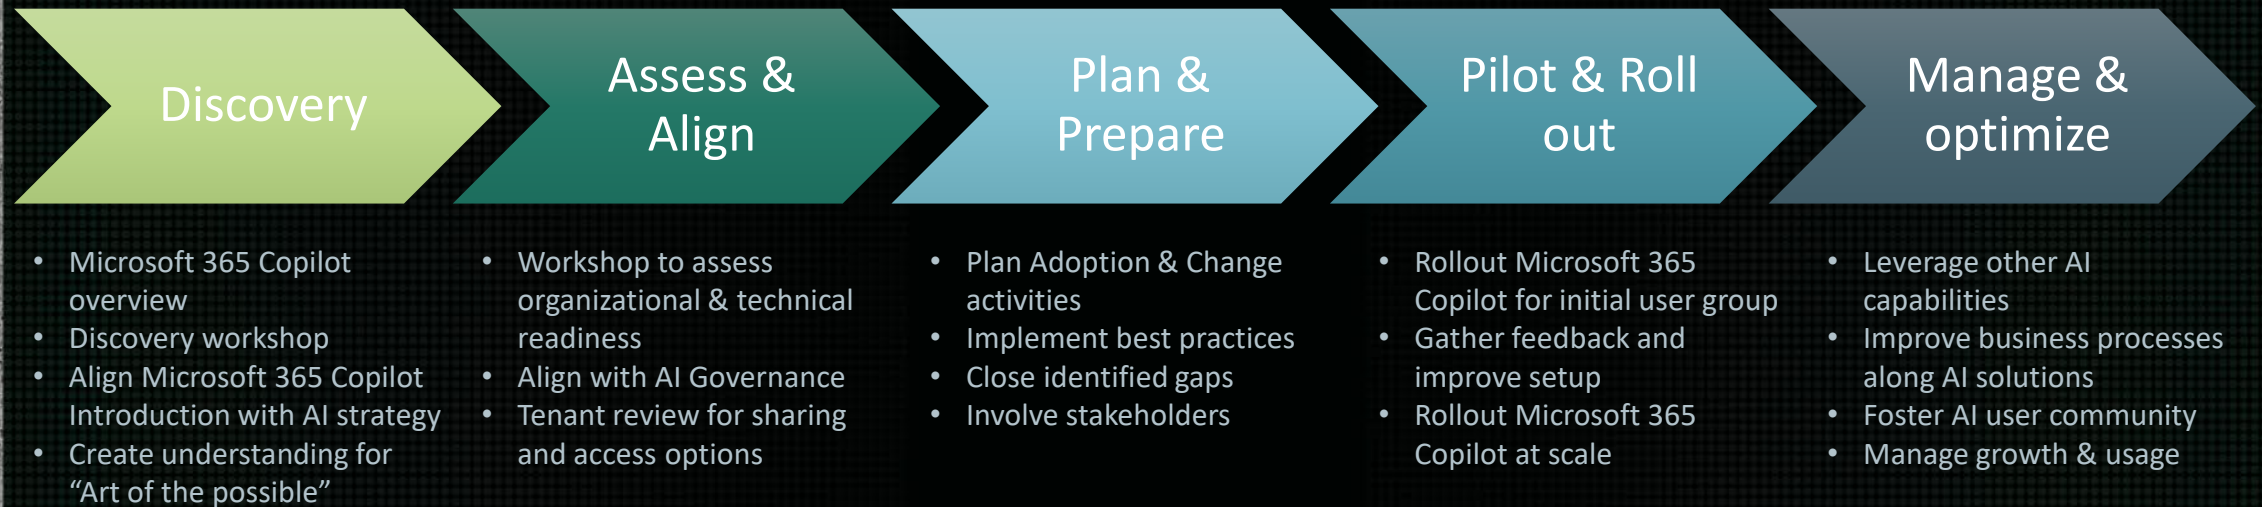 Discovery
Assess &
Align
Plan &
Prepare
Pilot & Roll
out
Manage &
optimize
• Microsoft 365 Copilot
overview
• Discovery workshop
• Align Microsoft 365 Copilot
Introduction with AI strategy
• Create understanding for
“Art of the possible”
• Workshop to assess
organizational & technical
readiness
• Align with AI Governance
• Tenant review for sharing
and access options
• Plan Adoption & Change
activities
• Implement best practices
• Close identified gaps
• Involve stakeholders
• Rollout Microsoft 365
Copilot for initial user group
• Gather feedback and
improve setup
• Rollout Microsoft 365
Copilot at scale
• Leverage other AI
capabilities
• Improve business processes
along AI solutions
• Foster AI user community
• Manage growth & usage